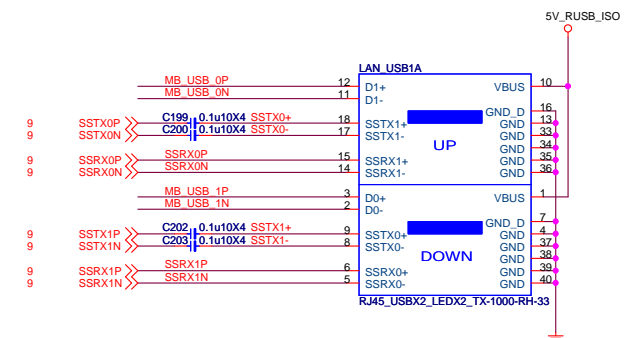 5V_RUSB_ISO
LAN_USB1A
MB_USB_0P 12 D1+ VBUS 10
MB_USB_0N 11 D1-
GND_D 16
9 SSTX0P C199 0.1u10X4 SSTX0+ 18 SSTX1+ GND 13
9 SSTX0N C200 0.1u10X4 SSTX0- 17 SSTX1- GND 33
UP GND 34
9 SSRX0P SSRX0P 15 SSRX1+ GND 35
9 SSRX0N SSRX0N 14 SSRX1- GND 36
MB_USB_1P 3 D0+ VBUS 1
MB_USB_1N 2 D0-
GND_D 7
9 SSTX1P C202 0.1u10X4 SSTX1+ 9 SSTX0+ GND 4
9 SSTX1N C203 0.1u10X4 SSTX1- 8 SSTX0- GND 37
DOWN GND 38
9 SSRX1P SSRX1P 6 SSRX0+ GND 39
9 SSRX1N SSRX1N 5 SSRX0- GND 40
RJ45_USBX2_LEDX2_TX-1000-RH-33